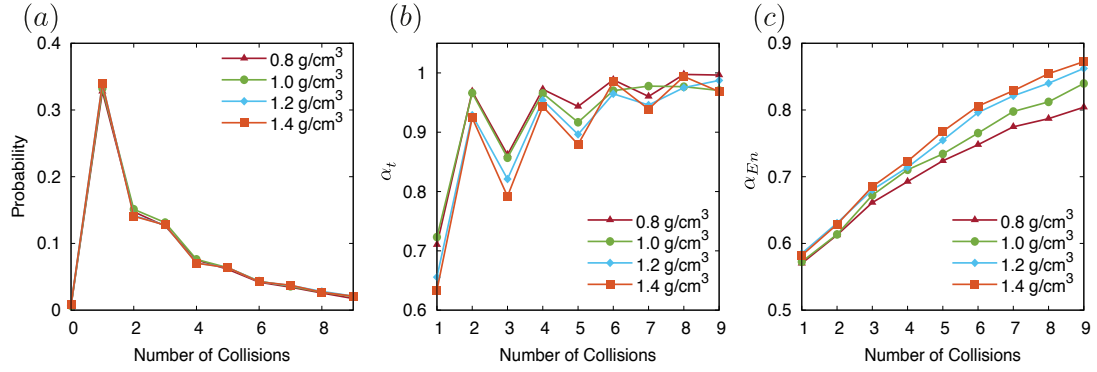 (a)
Probability
0.4
0.3
0.2
0.1
0
0 2 4 6 8
Number of Collisions
0.8 g/cm³
1.0 g/cm³
1.2 g/cm³
1.4 g/cm³
(b)
α_t
1
0.9
0.8
0.7
0.6
1 2 3 4 5 6 7 8 9
Number of Collisions
0.8 g/cm³
1.0 g/cm³
1.2 g/cm³
1.4 g/cm³
(c)
α_{En}
0.9
0.8
0.7
0.6
0.5
1 2 3 4 5 6 7 8 9
Number of Collisions
0.8 g/cm³
1.0 g/cm³
1.2 g/cm³
1.4 g/cm³